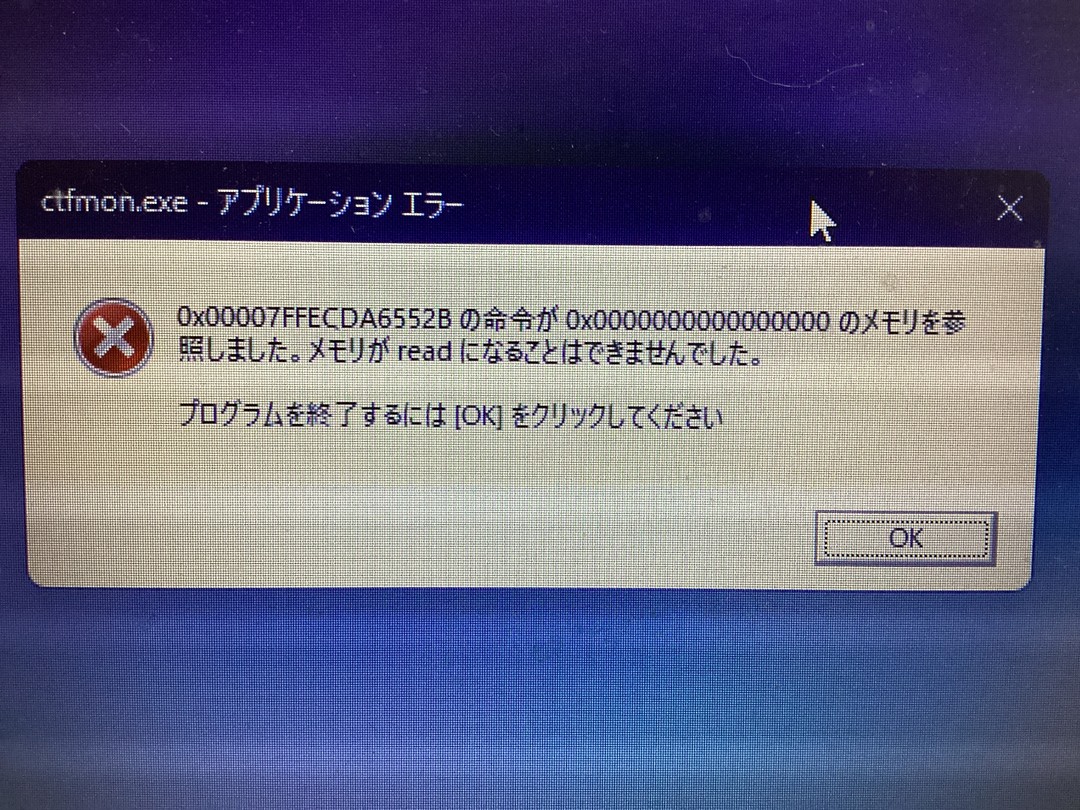 ctfmon.exe - アプリケーション エラー
0x00007FFECDA6552B の命令が 0x0000000000000000 のメモリを参
照しました。メモリが read になることはできませんでした。
プログラムを終了するには [OK] をクリックしてください
OK